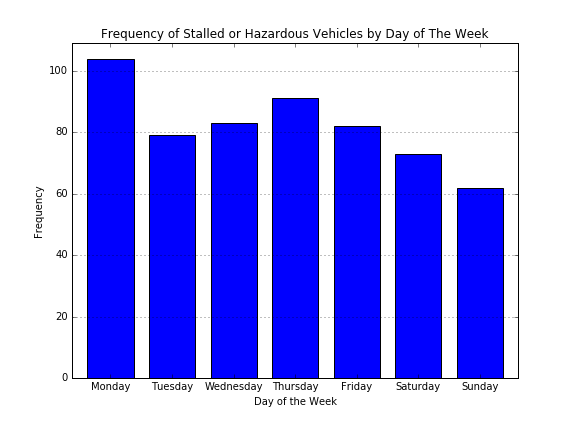 Frequency of Stalled or Hazardous Vehicles by Day of The Week
100
80
60
40
20
0
Frequency
Monday Tuesday Wednesday Thursday Friday Saturday Sunday
Day of the Week